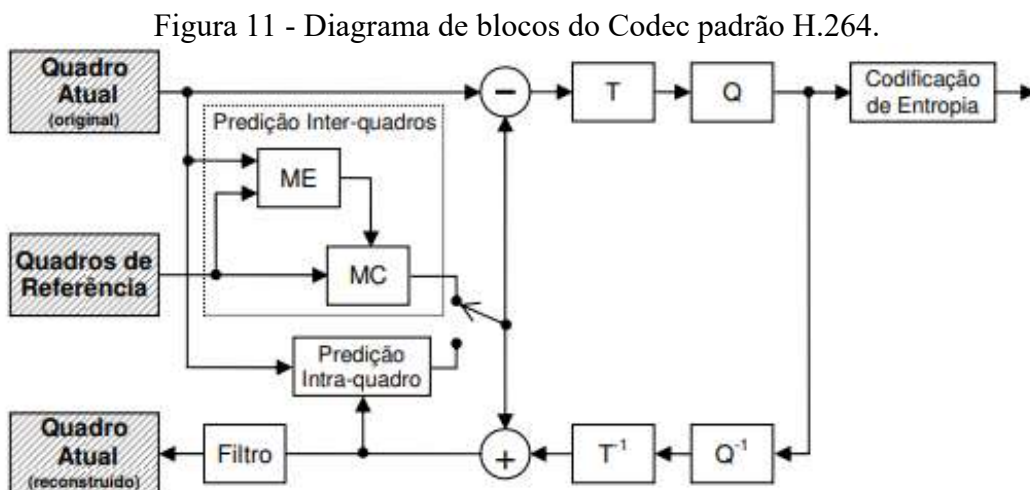 Figura 11 - Diagrama de blocos do Codec padrão H.264.
Quadro
Atual
(original)
Predição Inter-quadros
ME
MC
Quadros de
Referência
Predição
Intra-quadro
Quadro
Atual
(reconstruído)
Filtro
−
T
Q
Codificação
de Entropia
+
T-1
Q-1